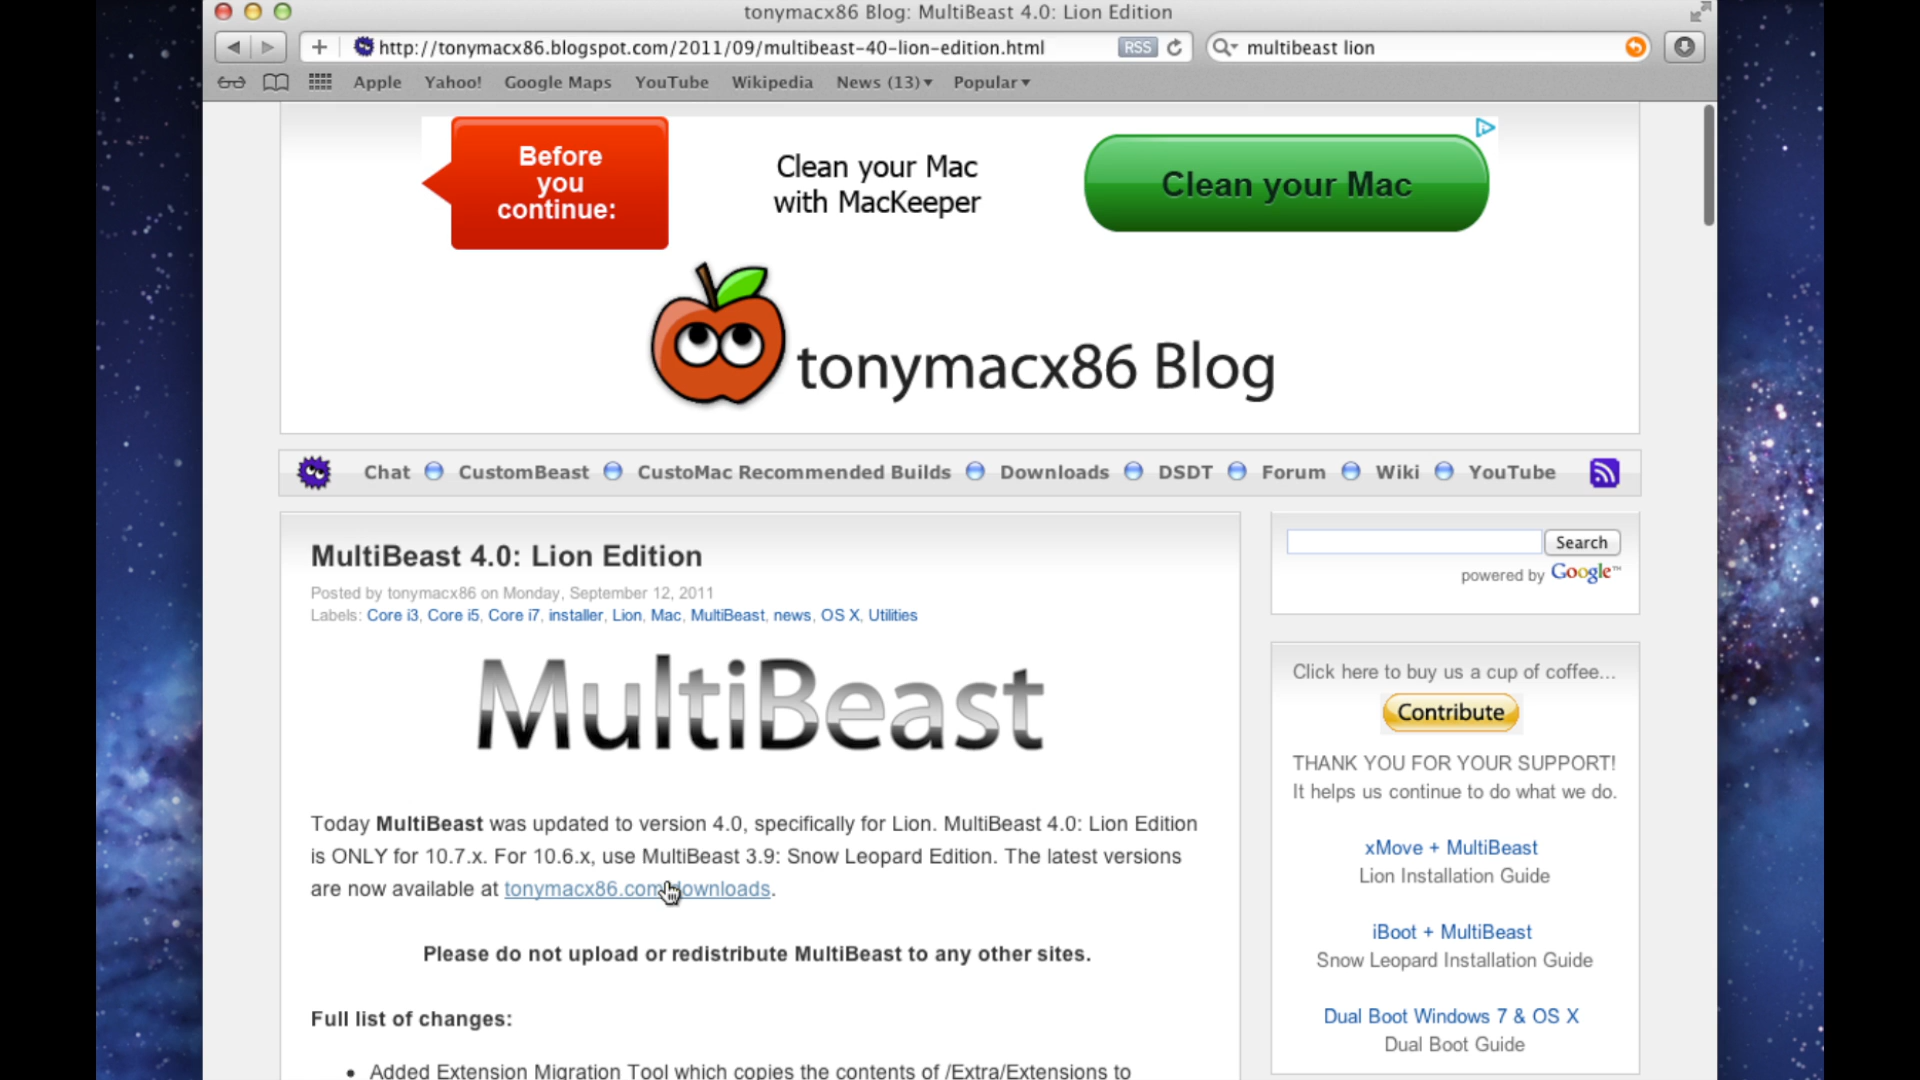 tonymacx86 Blog: MultiBeast 4.0: Lion Edition
http://tonymacx86.blogspot.com/2011/09/multibeast-40-lion-edition.html
RSS
multibeast lion
Apple Yahoo! Google Maps YouTube Wikipedia News (13) Popular
Before
you
continue:
Clean your Mac
with MacKeeper
Clean your Mac
tonymacx86 Blog
Chat CustomBeast CustoMac Recommended Builds Downloads DSDT Forum Wiki YouTube
MultiBeast 4.0: Lion Edition
Posted by tonymacx86 on Monday, September 12, 2011
Labels: Core i3, Core i5, Core i7, installer, Lion, Mac, MultiBeast, news, OS X, Utilities
MultiBeast
Today MultiBeast was updated to version 4.0, specifically for Lion. MultiBeast 4.0: Lion Edition
is ONLY for 10.7.x. For 10.6.x, use MultiBeast 3.9: Snow Leopard Edition. The latest versions
are now available at tonymacx86.com/downloads.
Please do not upload or redistribute MultiBeast to any other sites.
Full list of changes:
• Added Extension Migration Tool which copies the contents of /Extra/Extensions to
Search
powered by Google™
Click here to buy us a cup of coffee...
Contribute
THANK YOU FOR YOUR SUPPORT!
It helps us continue to do what we do.
xMove + MultiBeast
Lion Installation Guide
iBoot + MultiBeast
Snow Leopard Installation Guide
Dual Boot Windows 7 & OS X
Dual Boot Guide